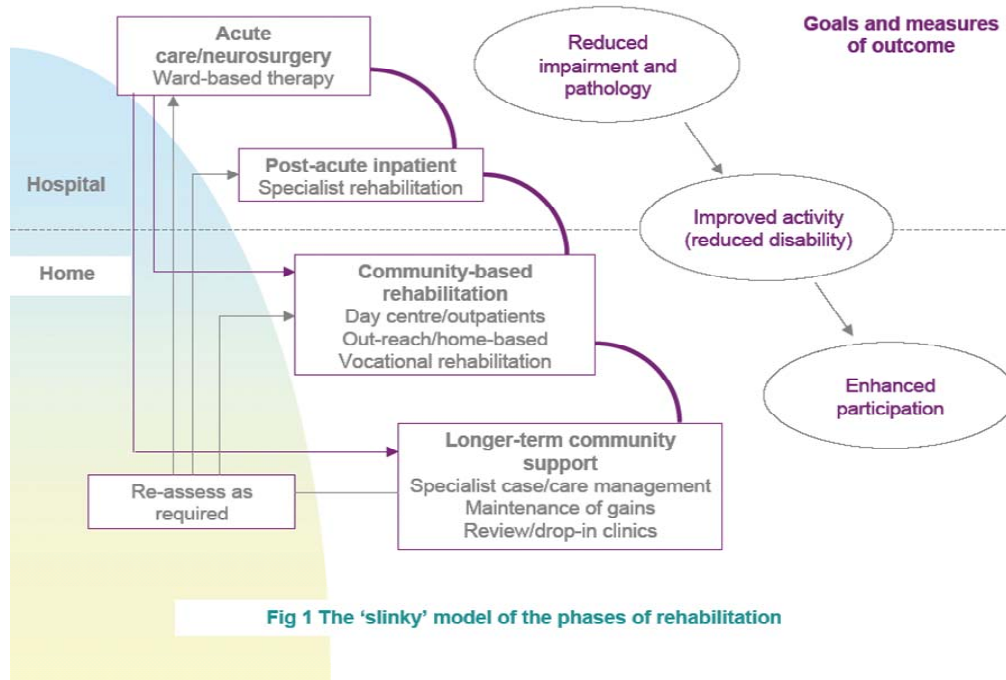 Acute
care/neurosurgery
Ward-based therapy
Reduced
impairment and
pathology
Goals and measures
of outcome
Post-acute inpatient
Specialist rehabilitation
Hospital
Improved activity
(reduced disability)
Home
Community-based
rehabilitation
Day centre/outpatients
Out-reach/home-based
Vocational rehabilitation
Enhanced
participation
Longer-term community
support
Specialist case/care management
Maintenance of gains
Review/drop-in clinics
Re-assess as
required
Fig 1 The ‘slinky’ model of the phases of rehabilitation